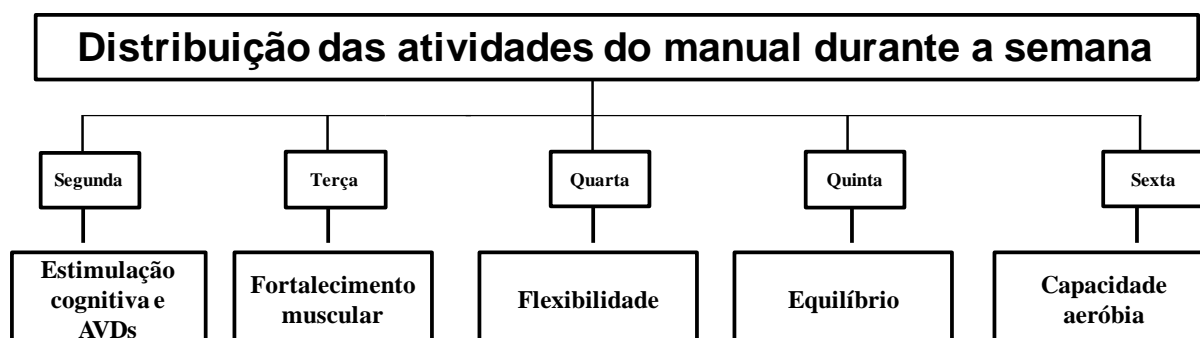 Distribuição das atividades do manual durante a semana
Segunda
Terça
Quarta
Quinta
Sexta
Estimulação
cognitiva e
AVDs
Fortalecimento
muscular
Flexibilidade
Equilíbrio
Capacidade
aeróbia